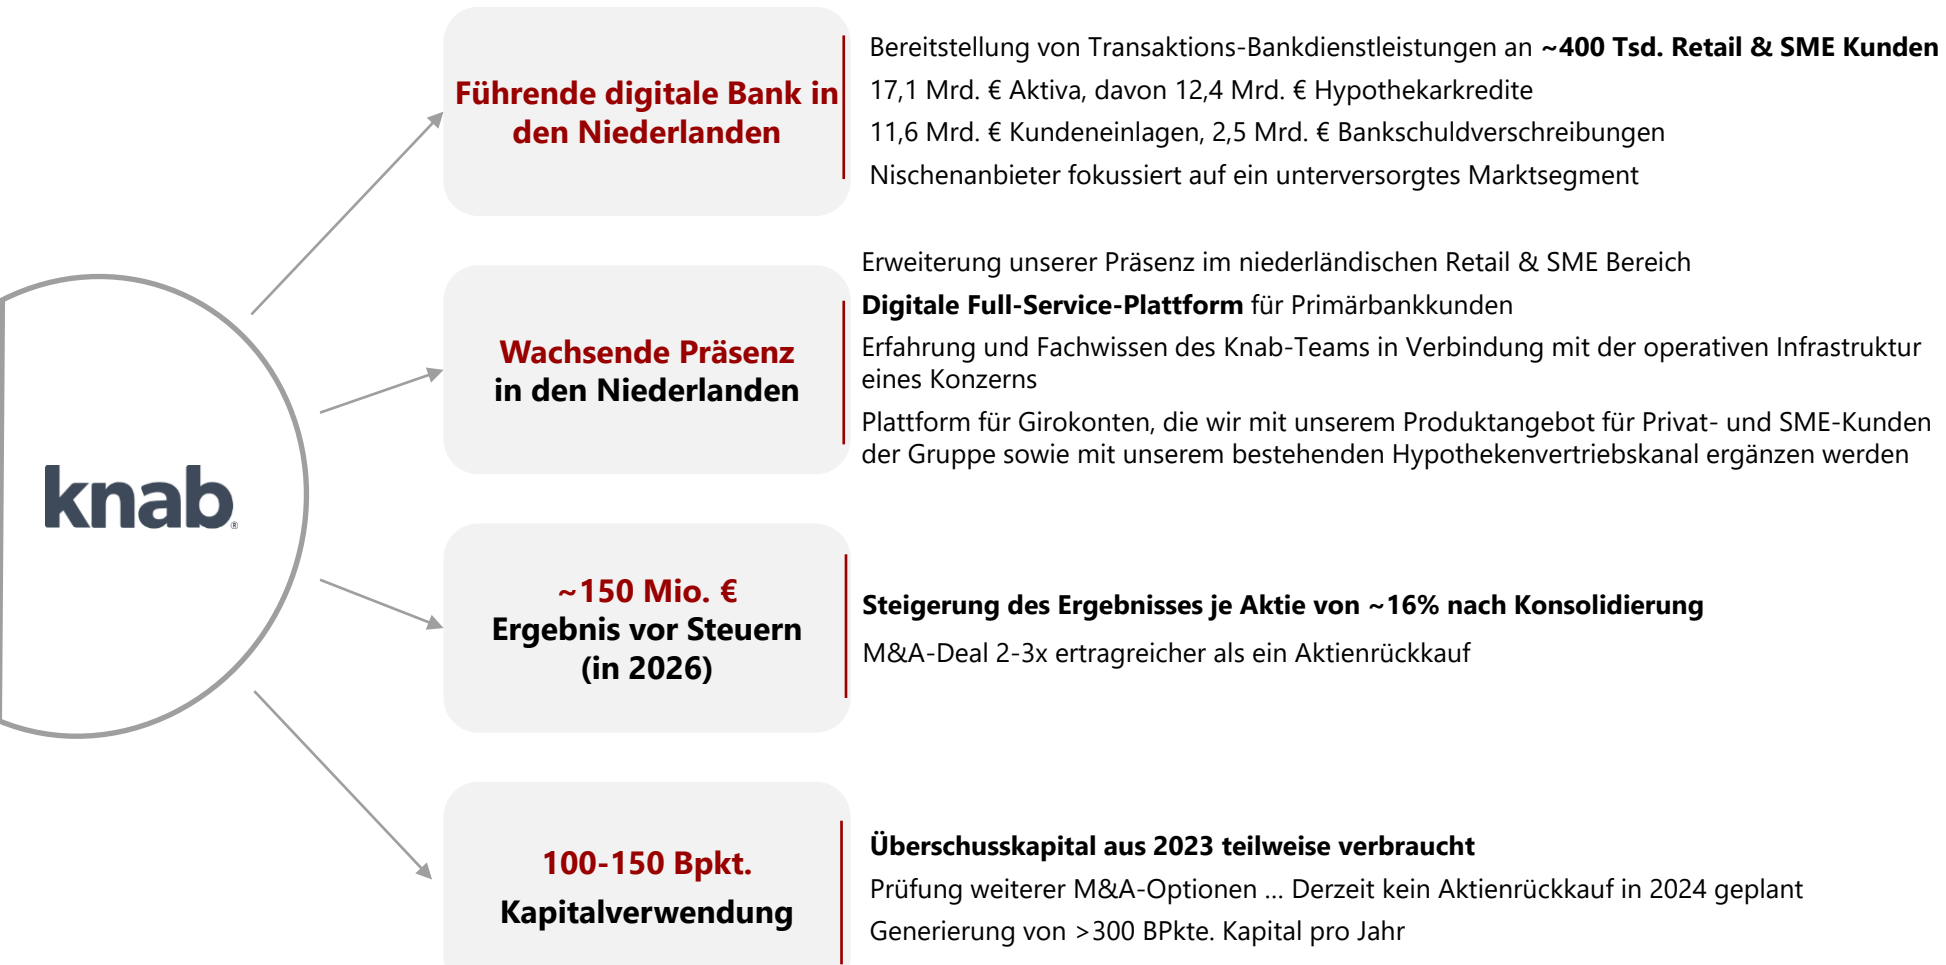 Führende digitale Bank in
den Niederlanden
Bereitstellung von Transaktions-Bankdienstleistungen an ~400 Tsd. Retail & SME Kunden
17,1 Mrd. € Aktiva, davon 12,4 Mrd. € Hypothekarkredite
11,6 Mrd. € Kundeneinlagen, 2,5 Mrd. € Bankschuldverschreibungen
Nischenanbieter fokussiert auf ein unterversorgtes Marktsegment
Wachsende Präsenz
in den Niederlanden
Erweiterung unserer Präsenz im niederländischen Retail & SME Bereich
Digitale Full-Service-Plattform für Primärbankkunden
Erfahrung und Fachwissen des Knab-Teams in Verbindung mit der operativen Infrastruktur
eines Konzerns
Plattform für Girokonten, die wir mit unserem Produktangebot für Privat- und SME-Kunden
der Gruppe sowie mit unserem bestehenden Hypothekenvertriebskanal ergänzen werden
knab®
~150 Mio. €
Ergebnis vor Steuern
(in 2026)
Steigerung des Ergebnisses je Aktie von ~16% nach Konsolidierung
M&A-Deal 2-3x ertragreicher als ein Aktienrückkauf
100-150 Bpkt.
Kapitalverwendung
Überschusskapital aus 2023 teilweise verbraucht
Prüfung weiterer M&A-Optionen ... Derzeit kein Aktienrückkauf in 2024 geplant
Generierung von >300 BPkte. Kapital pro Jahr